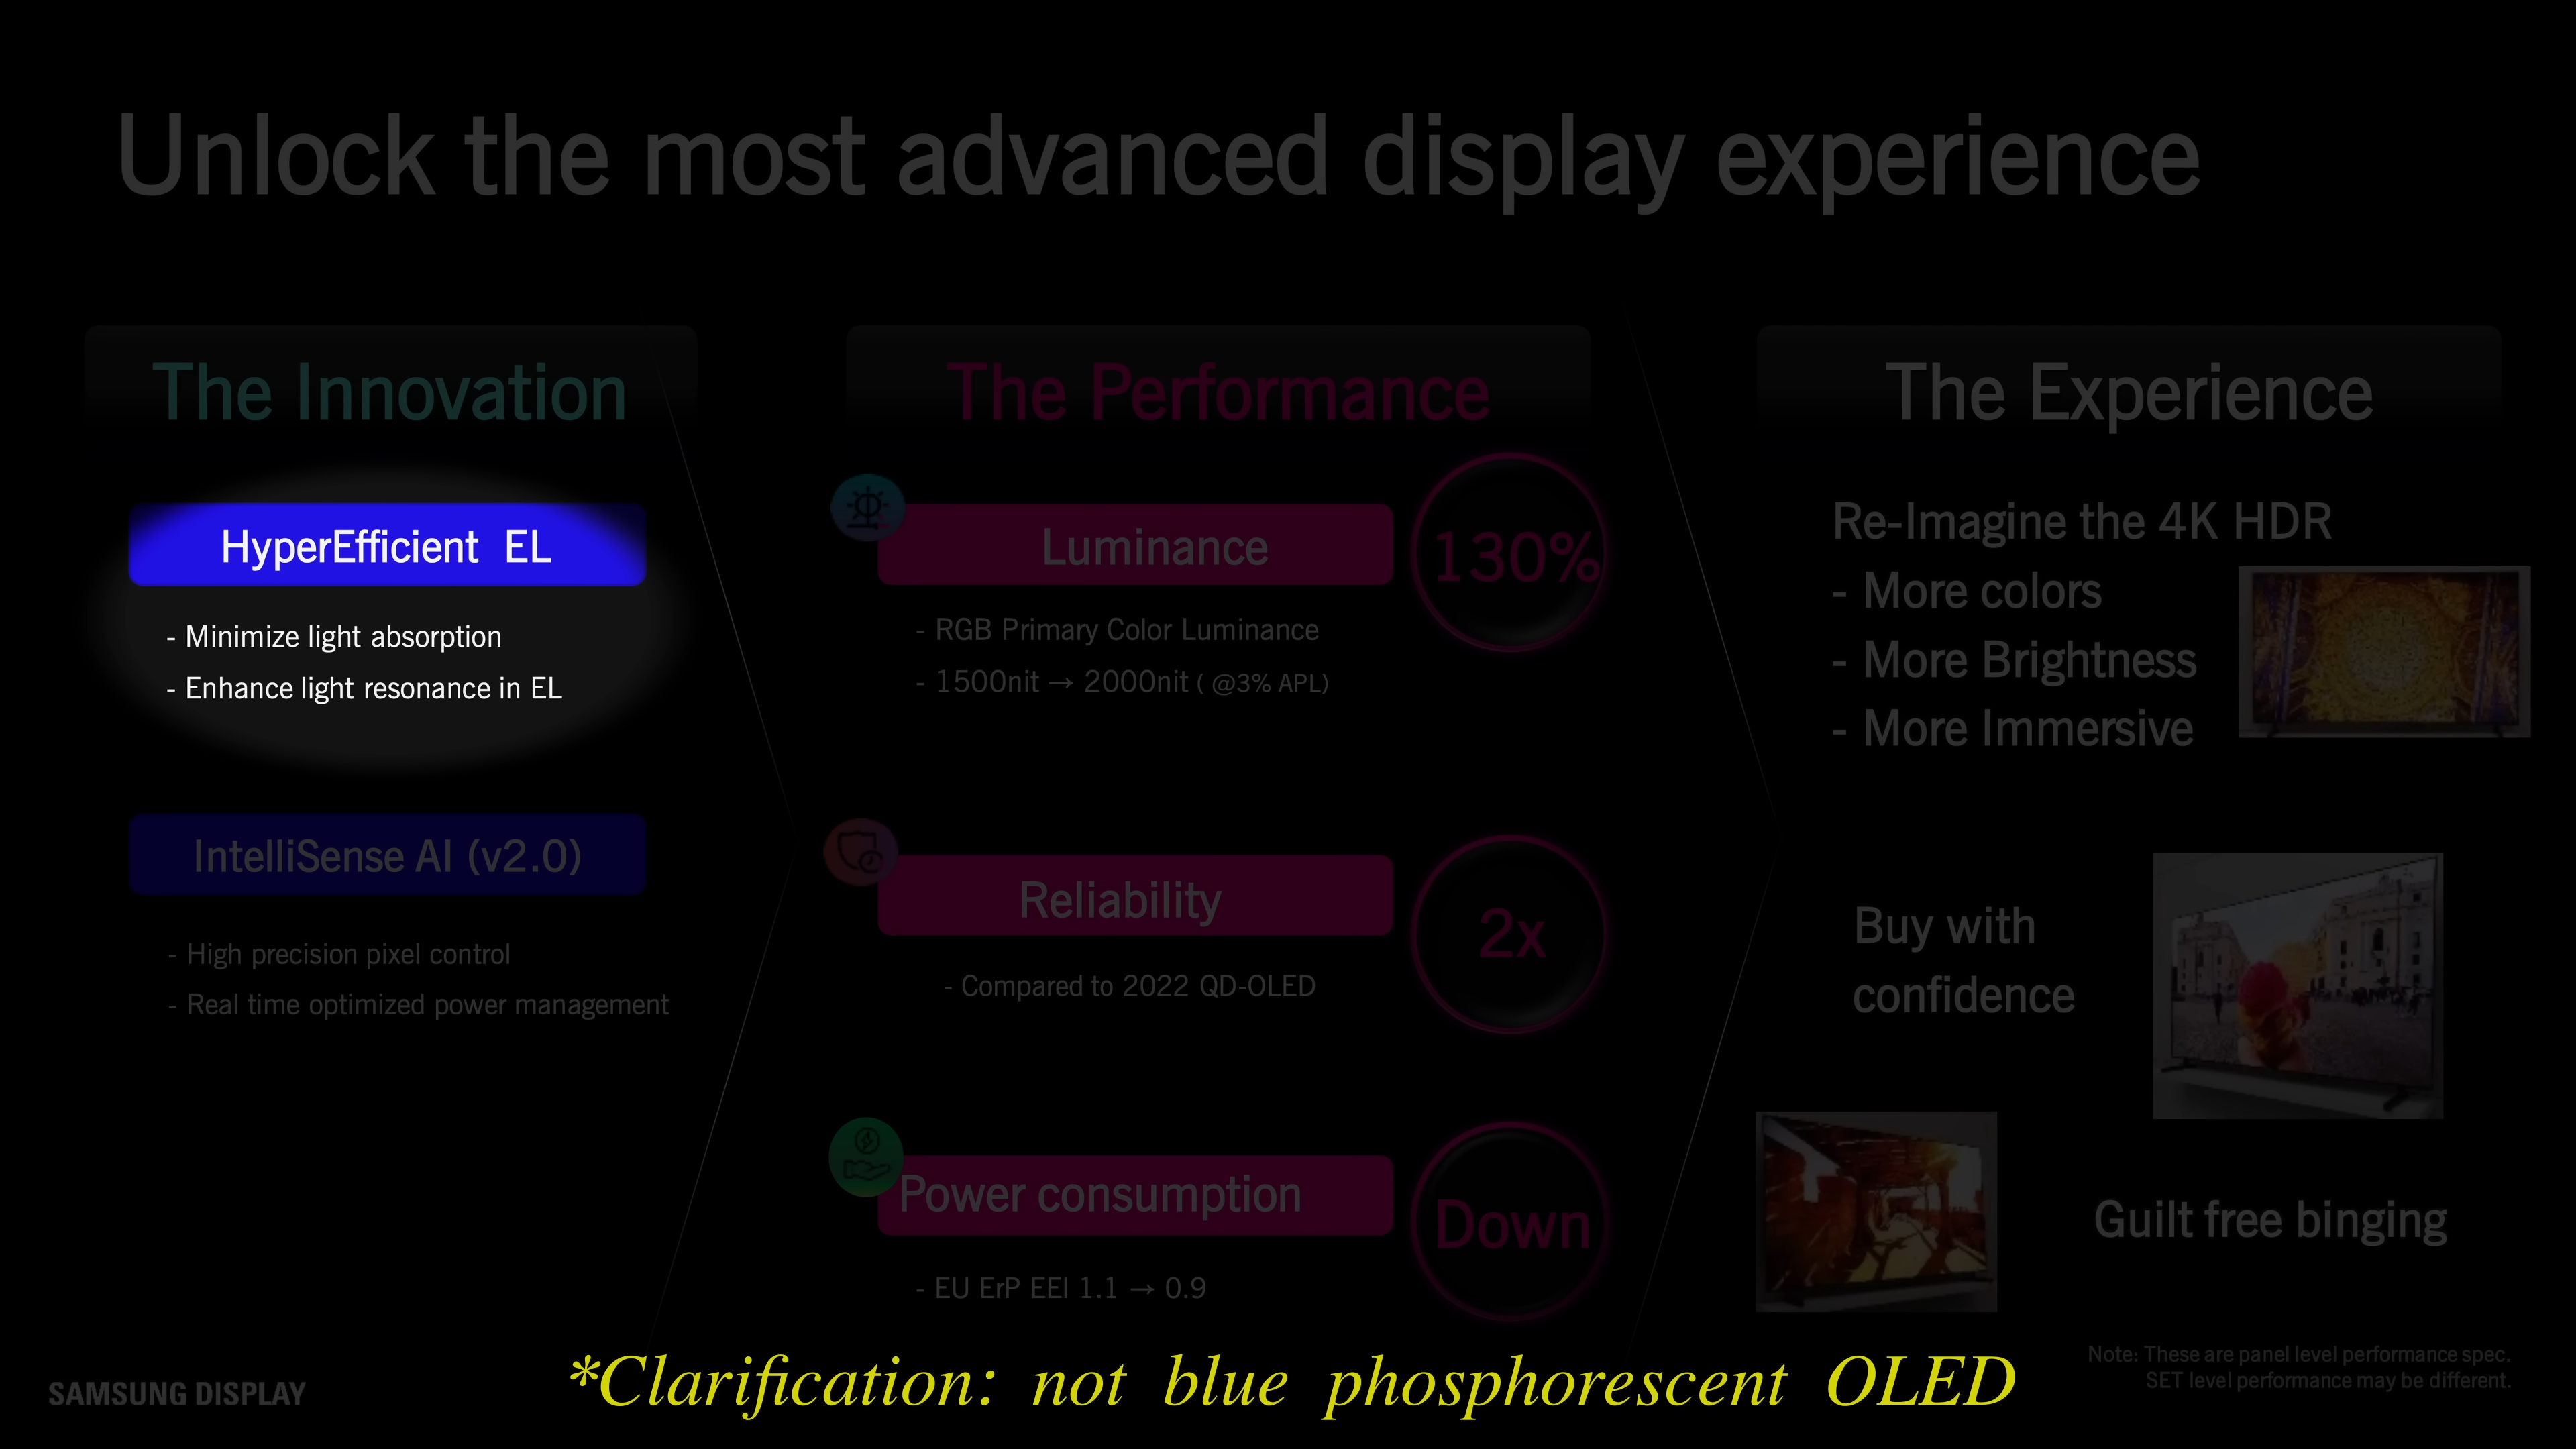 Unlock the most advanced display experience
The Innovation
HyperEfficient EL
- Minimize light absorption
- Enhance light resonance in EL
IntelliSense AI (v2.0)
- High precision pixel control
- Real time optimized power management
The Performance
Luminance
130%
- RGB Primary Color Luminance
- 1500nit → 2000nit ( @3% APL)
Reliability
2x
- Compared to 2022 QD-OLED
Power consumption
Down
- EU ErP EEI 1.1 → 0.9
The Experience
Re-Imagine the 4K HDR
- More colors
- More Brightness
- More Immersive
Buy with
confidence
Guilt free binging
*Clarification: not blue phosphorescent OLED
Note: These are panel level performance spec.
SET level performance may be different.
SAMSUNG DISPLAY